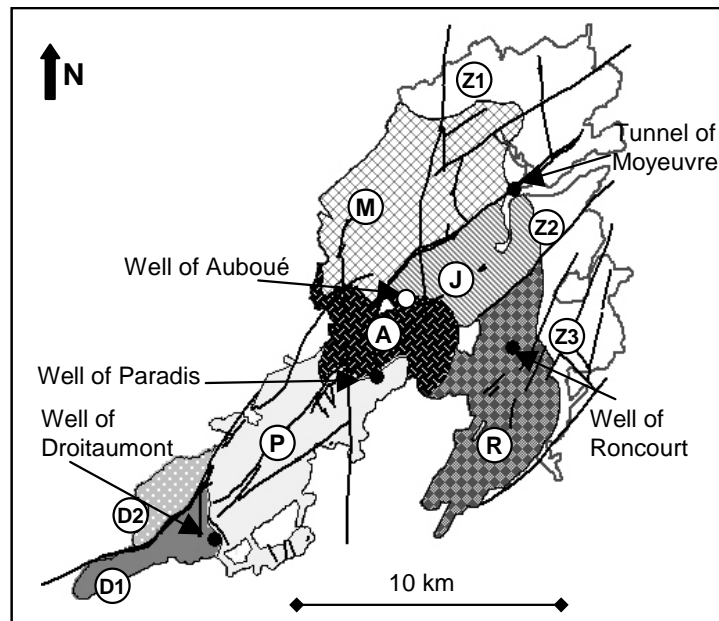 N
Z1
Tunnel of
Moyeuvre
M
Z2
Well of Auboué
J
A
Z3
Well of Paradis
Well of
Droitaumont
Well of
Roncourt
P
R
D2
D1
10 km